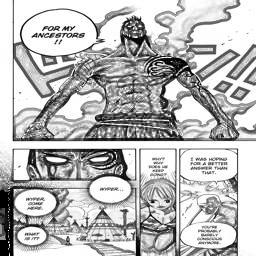 FOR MY
ANCESTORS
!!
I WAS HOPING
FOR A BETTER
ANSWER THAN
THAT.
YOU'RE
PROBABLY
BARELY
CONSCIOUS
ANYMORE.
WHY?
WHY
DOES HE
KEEP
GOING?
WYPER...
WYPER,
COME
HERE.
WHAT
IS IT?